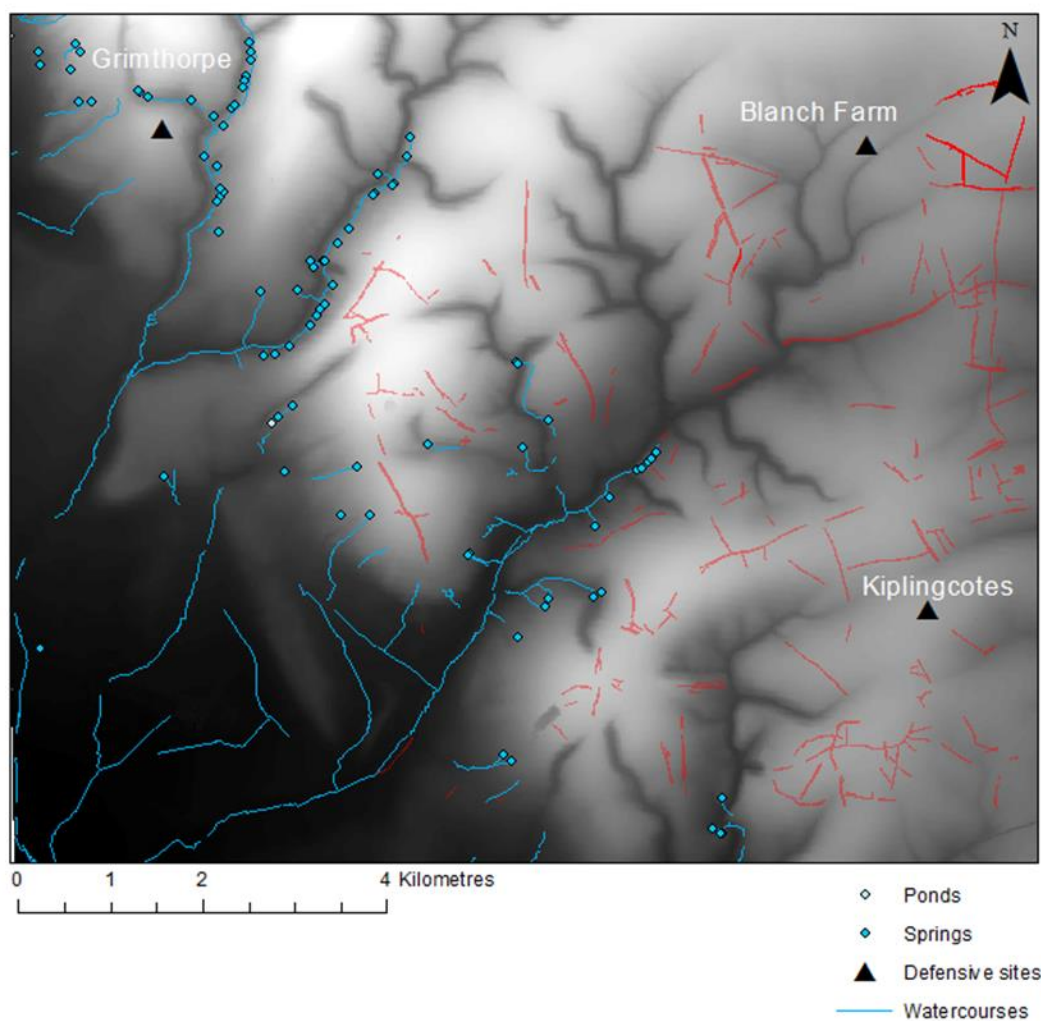 Grimthorpe
N
Blanch Farm
Kiplingcotes
0 1 2 4 Kilometres
Ponds
Springs
Defensive sites
Watercourses